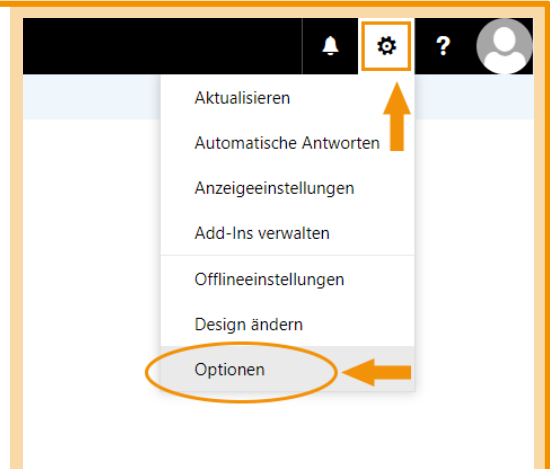 ?
Aktualisieren
Automatische Antworten
Anzeigeeinstellungen
Add-Ins verwalten
Offlineeinstellungen
Design ändern
Optionen